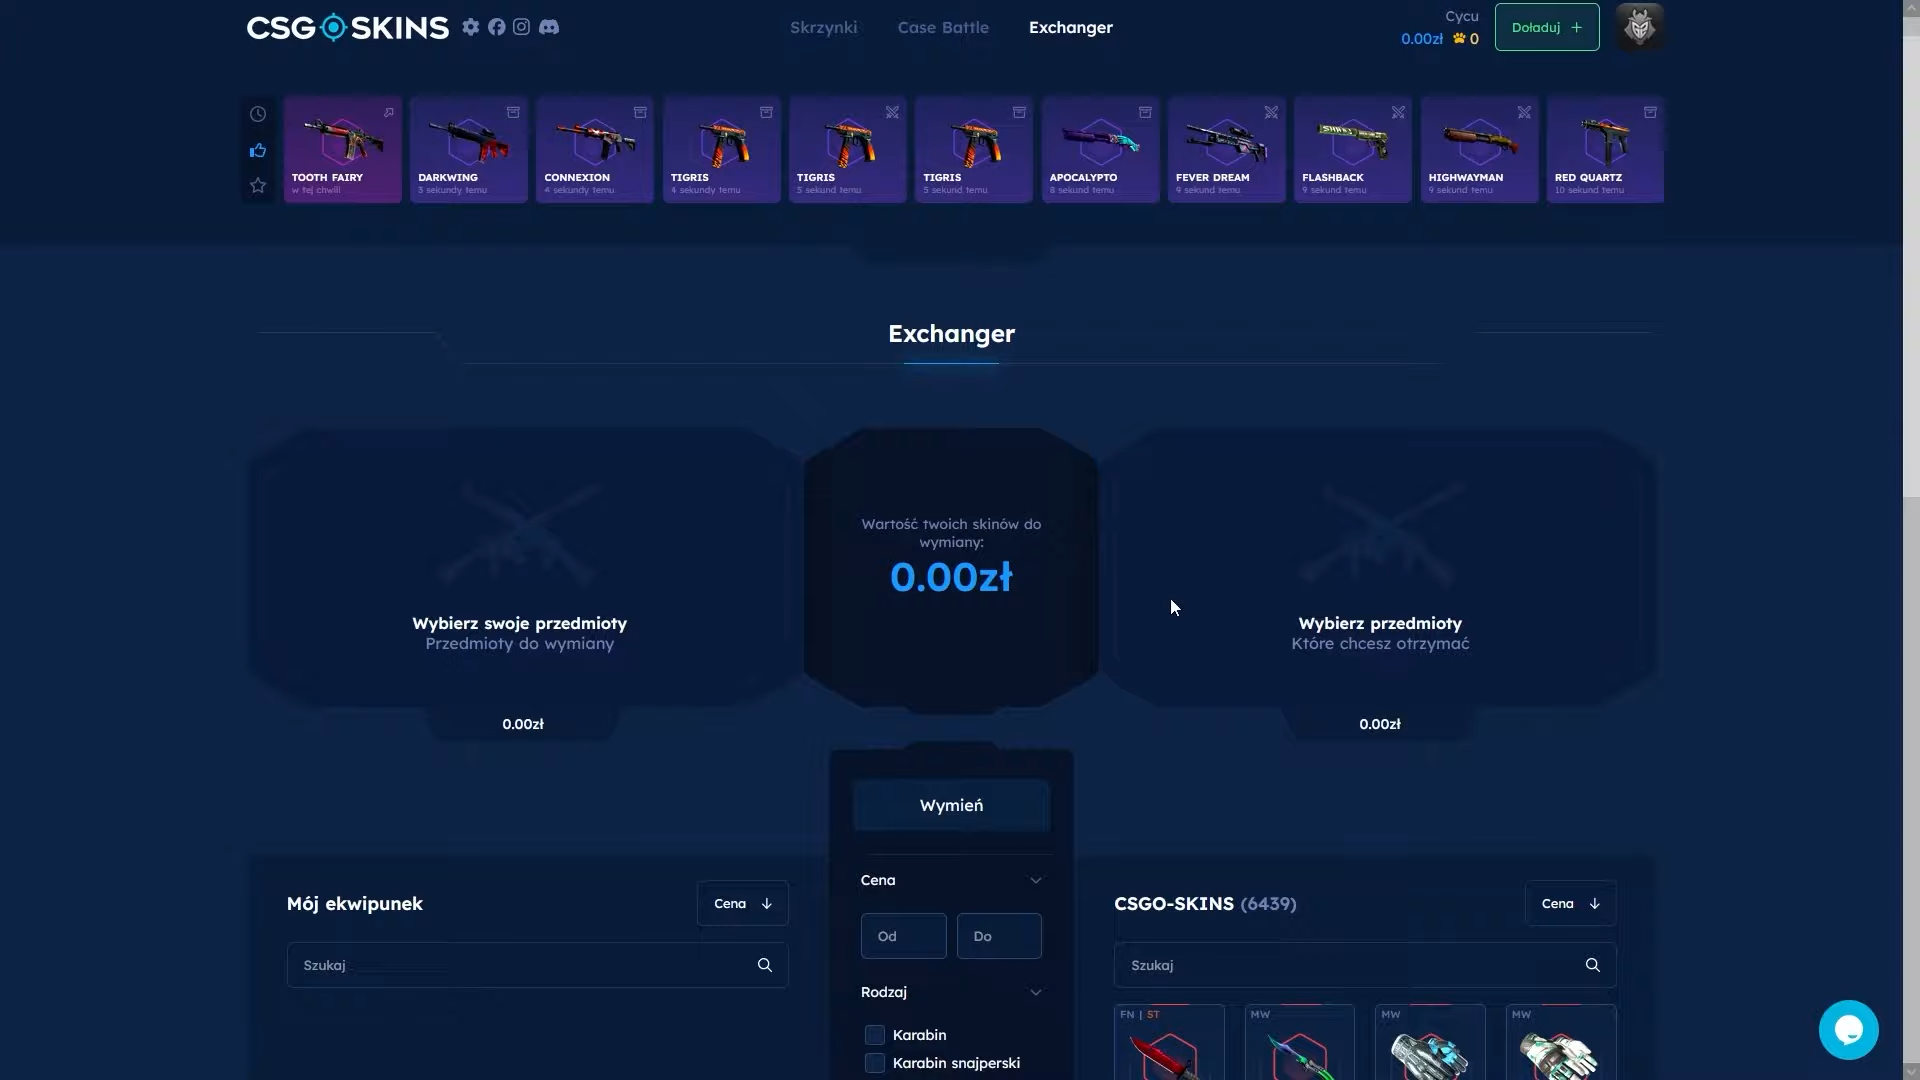 CSG SKINS
Skrzynki
Case Battle
Exchanger
Cycu
0.00zł
0
Doładuj +
TOOTH FAIRY
w tej chwili
DARKWING
3 sekundy temu
CONNEXION
4 sekundy temu
TIGRIS
4 sekundy temu
TIGRIS
5 sekund temu
TIGRIS
5 sekund temu
APOCALYPTO
8 sekund temu
FEVER DREAM
9 sekund temu
FLASHBACK
9 sekund temu
HIGHWAYMAN
9 sekund temu
RED QUARTZ
10 sekund temu
Exchanger
Wybierz swoje przedmioty
Przedmioty do wymiany
0.00zł
Wartość twoich skinów do
wymiany:
0.00zł
Wybierz przedmioty
Które chcesz otrzymać
0.00zł
Wymień
Mój ekwipunek
Cena
Szukaj
Cena
Od
Do
Rodzaj
Karabin
Karabin snajperski
CSGO-SKINS (6439)
Cena
Szukaj
FN | ST
MW
MW
MW